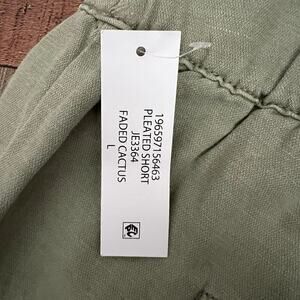 196597156463
PLEATED SHORT
JE3364
FADED CACTUS
L